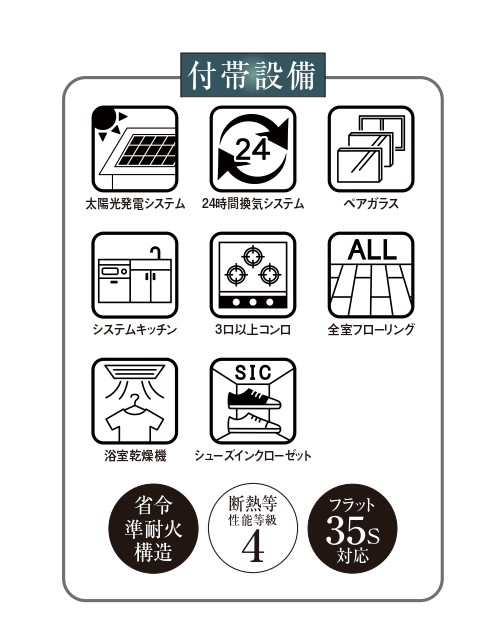 付帯設備
太陽光発電システム
24
24時間換気システム
ペアガラス
システムキッチン
3口以上コンロ
ALL
全室フローリング
浴室乾燥機
SIC
シューズインクローゼット
省令
準耐火
構造
断熱等
性能等級
4
フラット
35S
対応